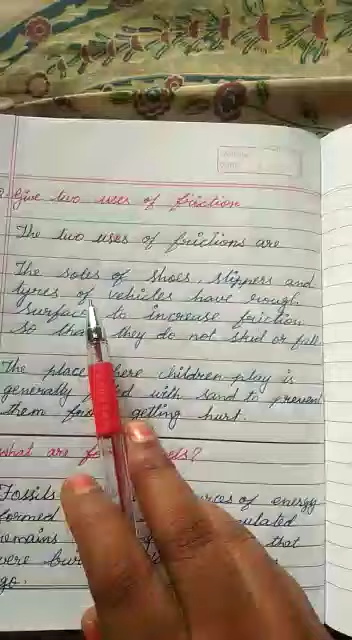 Give two uses of friction
The two uses of frictions are
The soles of shoes, slippers and
tyres of vehicles have rough
surface to increase friction
so that they do not skid or fall
The place where children play is
generally filled with sand to prevent
them from getting hurt.
What are
Fossils of energy
formed
remains that
were